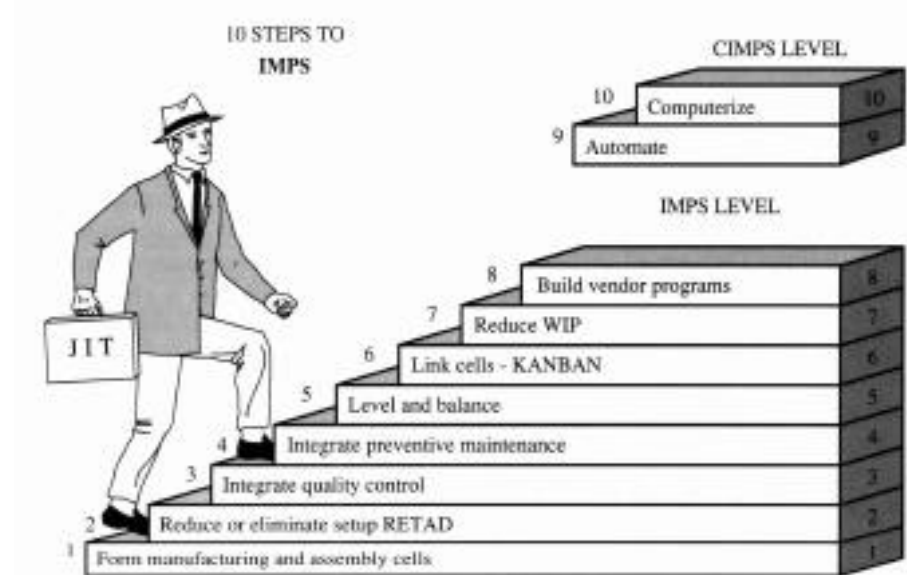 10 STEPS TO
IMPS
CIMPS LEVEL
10 Computerize 10
9 Automate 9
IMPS LEVEL
8 Build vendor programs 8
7 Reduce WIP 7
6 Link cells - KANBAN 6
5 Level and balance 5
4 Integrate preventive maintenance 4
3 Integrate quality control 3
2 Reduce or eliminate setup RETAD 2
1 Form manufacturing and assembly cells 1
JIT